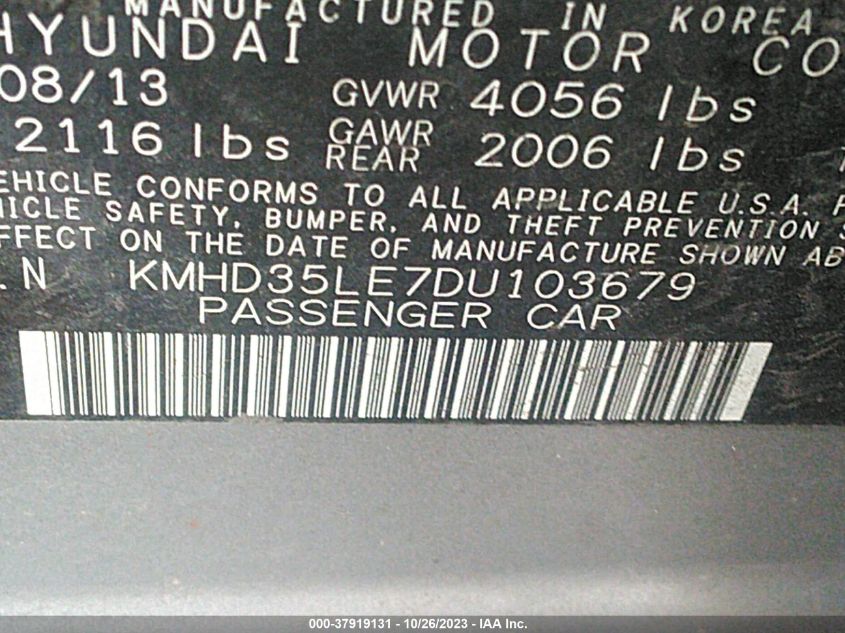 MANUFACTURED IN KOREA
HYUNDAI MOTOR CO
08/13 GVWR 4056 lbs
2116 lbs GAWR REAR 2006 lbs
EHICLE CONFORMS TO ALL APPLICABLE U.S.A. F
HICLE SAFETY, BUMPER, AND THEFT PREVENTION S
FFECT ON THE DATE OF MANUFACTURE SHOWN AB
.N KMHD35LE7DU103679
PASSENGER CAR
000-37919131 - 10/26/2023 - IAA Inc.